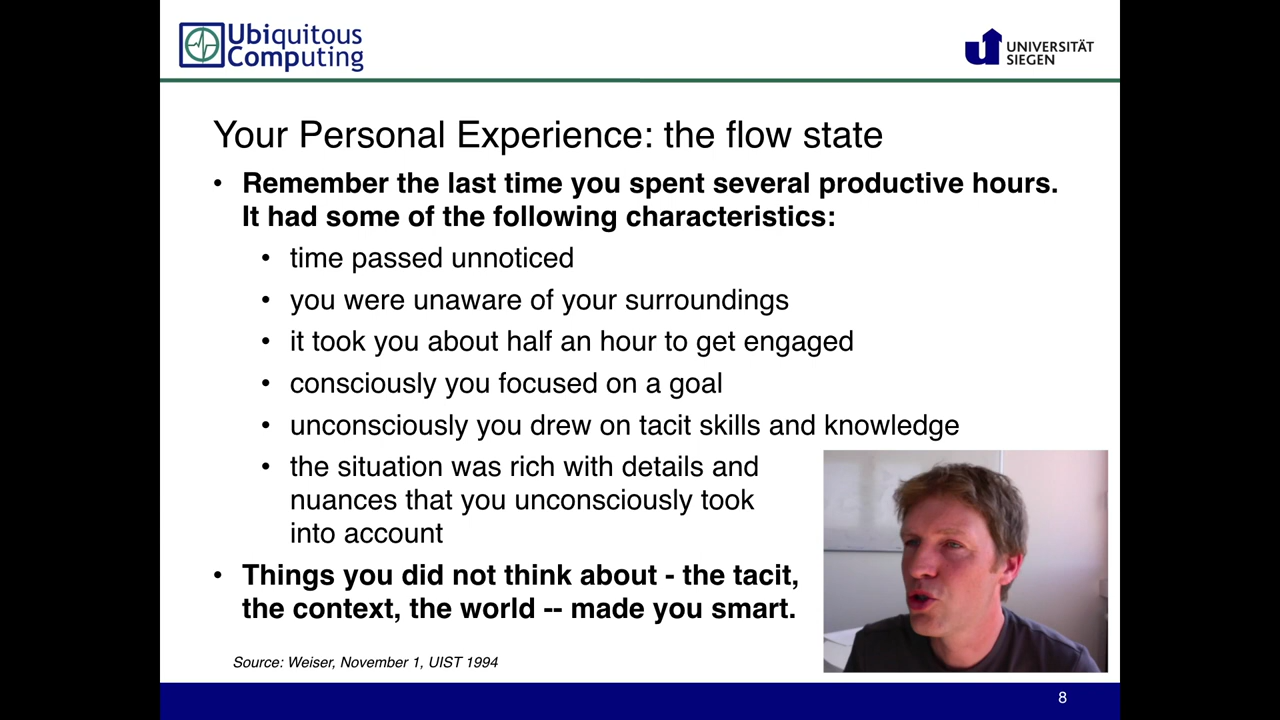 Ubiquitous
Computing
UNIVERSITÄT
SIEGEN
Your Personal Experience: the flow state
• Remember the last time you spent several productive hours.
It had some of the following characteristics:
• time passed unnoticed
• you were unaware of your surroundings
• it took you about half an hour to get engaged
• consciously you focused on a goal
• unconsciously you drew on tacit skills and knowledge
• the situation was rich with details and
nuances that you unconsciously took
into account
• Things you did not think about - the tacit,
the context, the world -- made you smart.
Source: Weiser, November 1, UIST 1994
8